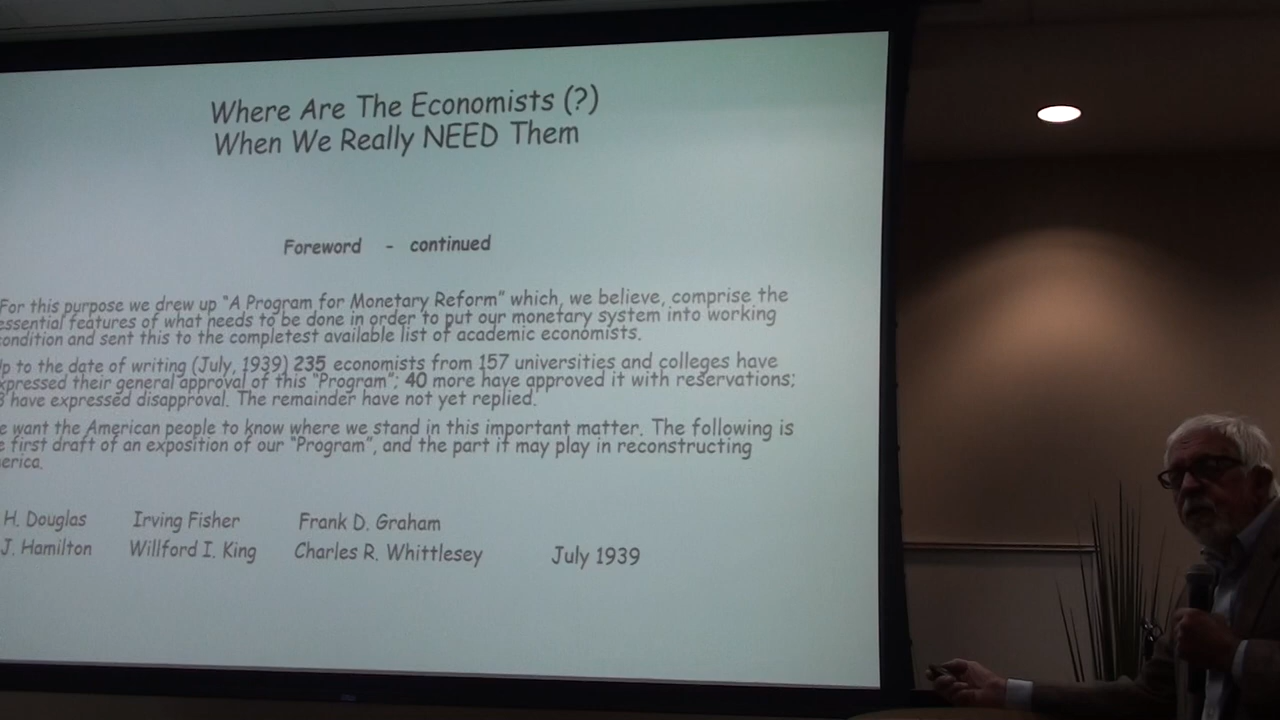 Where Are The Economists (?)
When We Really NEED Them
Foreword - continued
For this purpose we drew up "A Program for Monetary Reform" which, we believe, comprise the
essential features of what needs to be done in order to put our monetary system into working
ondition and sent this to the completest available list of academic economists.
p to the date of writing (July, 1939) 235 economists from 157 universities and colleges have
xpressed their general approval of this "Program"; 40 more have approved it with reservations;
have expressed disapproval. The remainder have not yet replied.
e want the American people to know where we stand in this important matter. The following is
e first draft of an exposition of our "Program", and the part it may play in reconstructing
erica.
H. Douglas Irving Fisher Frank D. Graham
J. Hamilton Willford I. King Charles R. Whittlesey July 1939